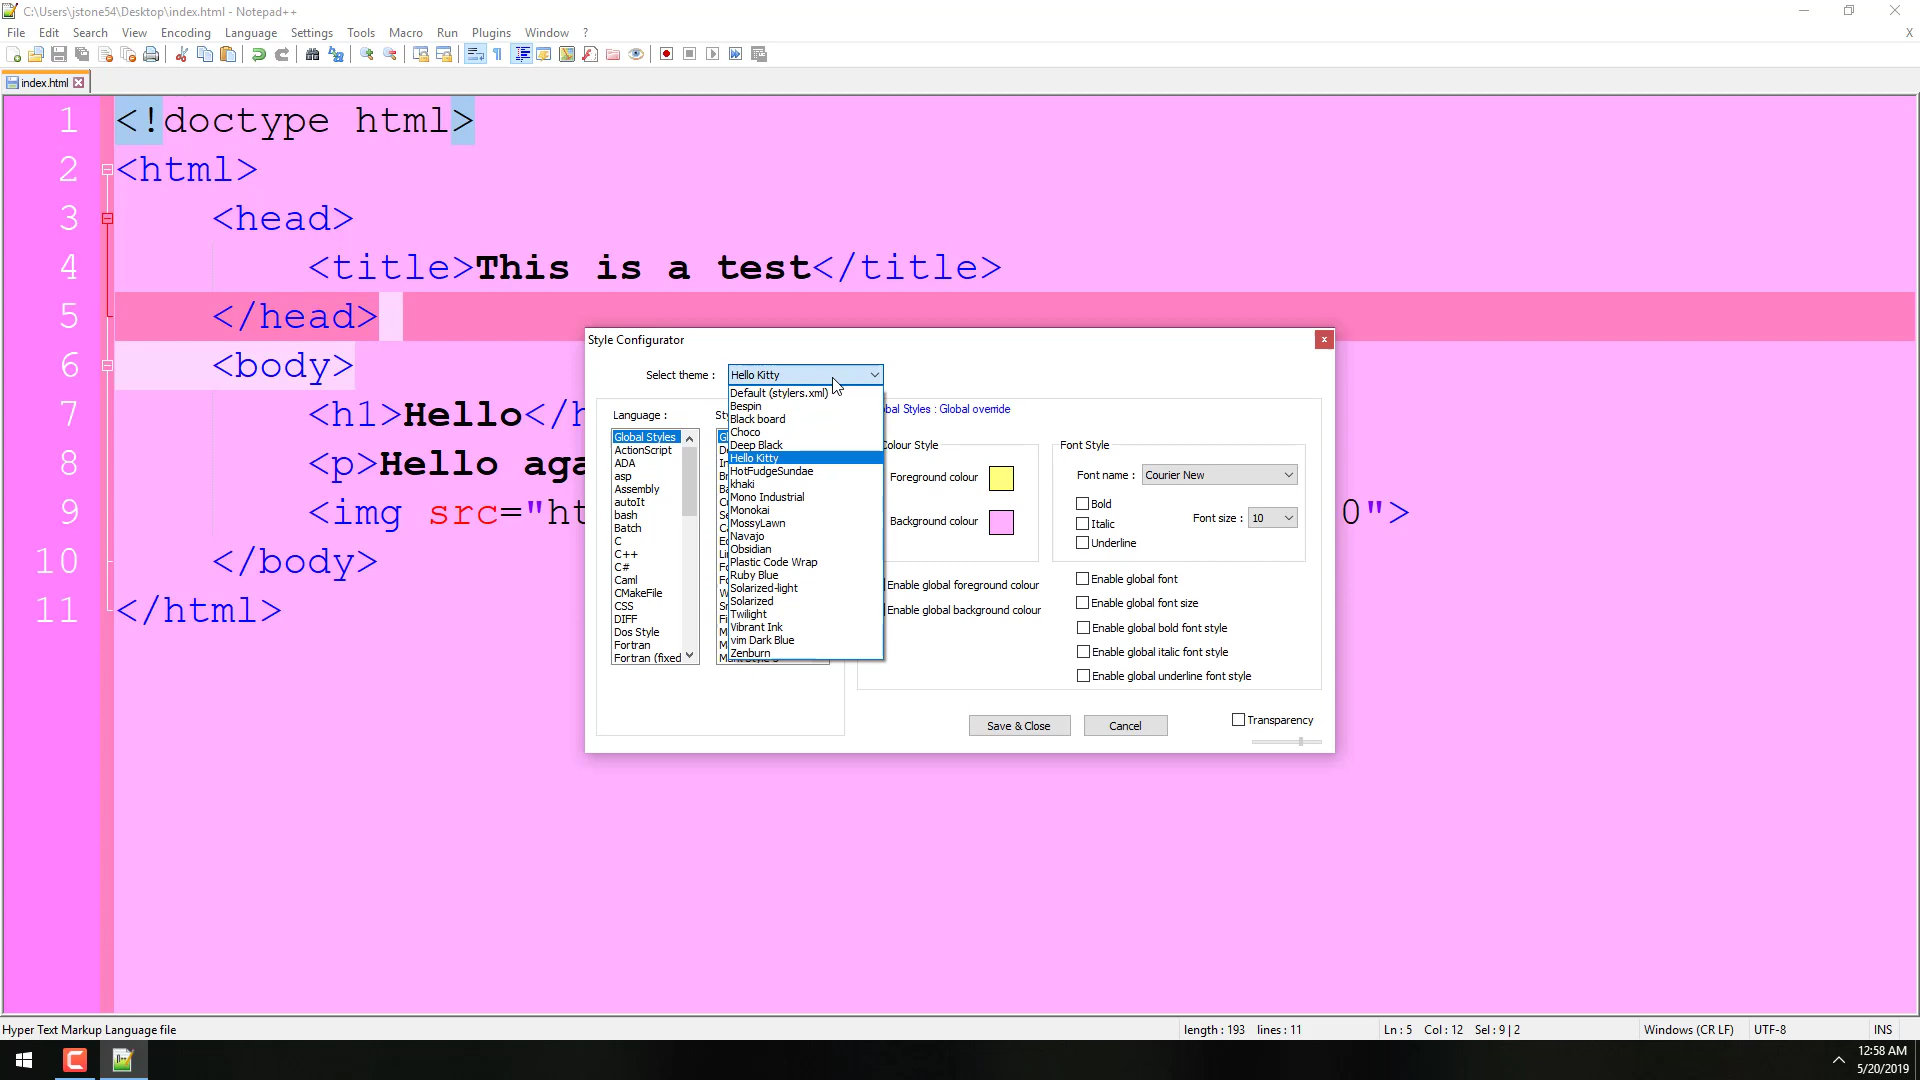 C:\Users\jstone54\Desktop\index.html - Notepad++
File Edit Search View Encoding Language Settings Tools Macro Run Plugins Window ? X
index.html
1 <!doctype html>
2 <html>
3 <head>
4 <title>This is a test</title>
5 </head>
6 <body>
7 <h1>Hello</h
8 <p>Hello aga
9 <img src="ht 0">
10 </body>
11 </html>
Style Configurator
Select theme : Hello Kitty
Default (stylers.xml)
Bespin
Black board
Choco
Deep Black
Hello Kitty
HotFudgeSundae
khaki
Mono Industrial
Monokai
MossyLawn
Navajo
Obsidian
Plastic Code Wrap
Ruby Blue
Solarized-light
Solarized
Twilight
Vibrant Ink
vim Dark Blue
Zenburn
Language :
Global Styles
ActionScript
ADA
asp
Assembly
autoIt
bash
Batch
C
C++
C#
Caml
CMakeFile
CSS
DIFF
Dos Style
Fortran
Fortran (fixed
bal Styles : Global override
Colour Style
Foreground colour
Background colour
Enable global foreground colour
Enable global background colour
Font Style
Font name : Courier New
Bold
Italic
Underline
Font size : 10
Enable global font
Enable global font size
Enable global bold font style
Enable global italic font style
Enable global underline font style
Save & Close
Cancel
Transparency
Hyper Text Markup Language file
length : 193 lines : 11
Ln : 5 Col : 12 Sel : 9 | 2
Windows (CR LF)
UTF-8
INS
12:58 AM
5/20/2019